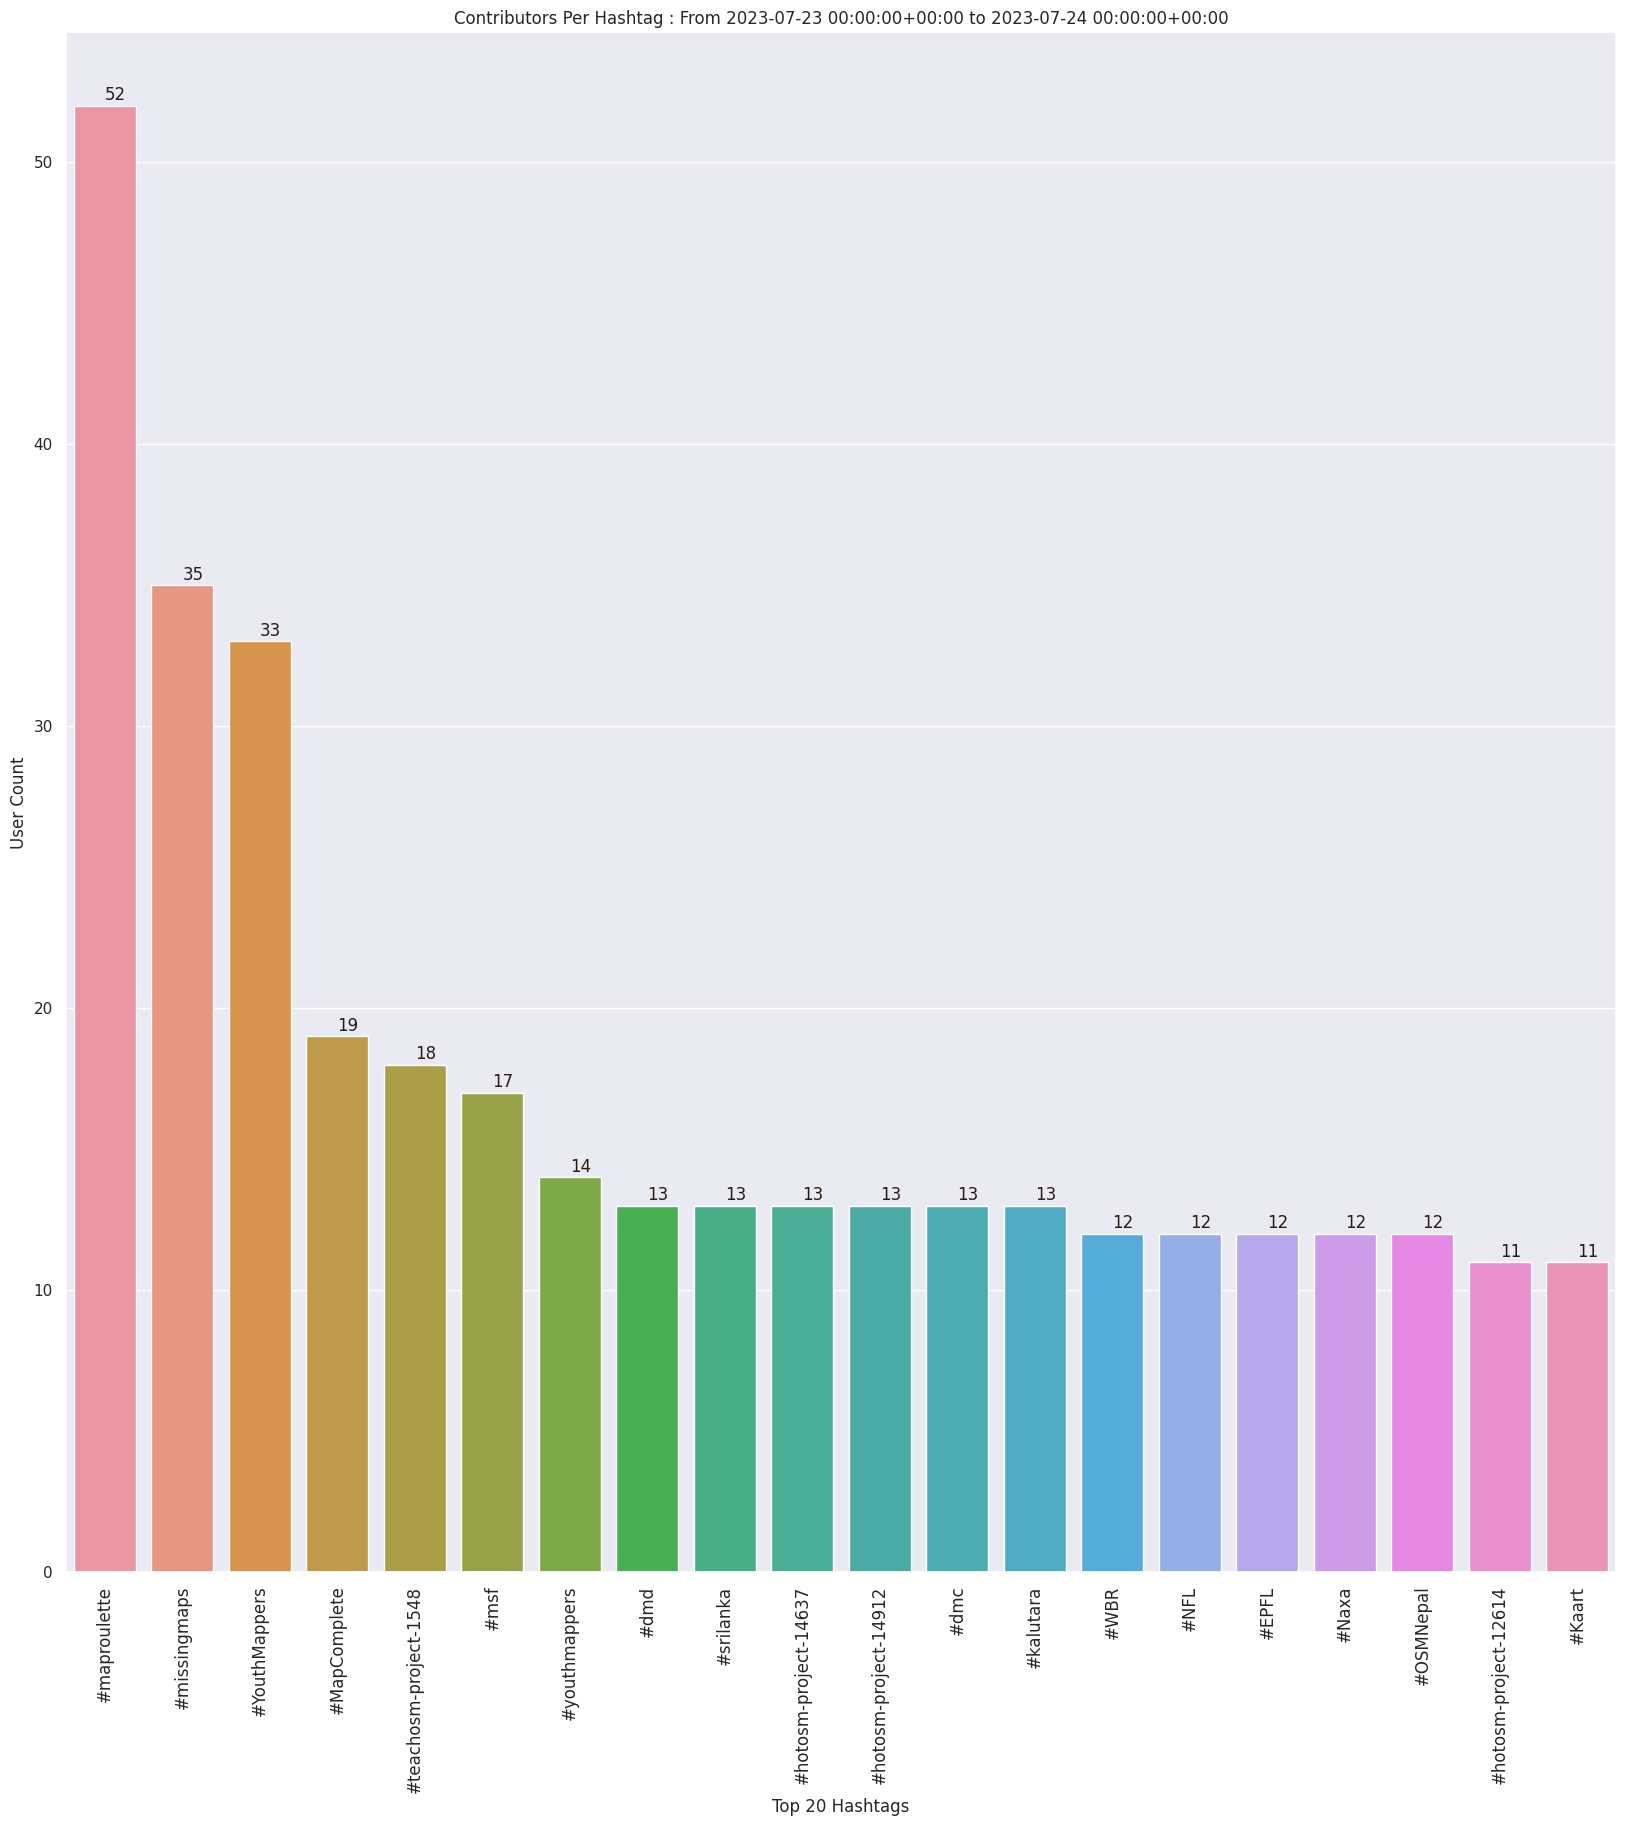 Contributors Per Hashtag : From 2023-07-23 00:00:00+00:00 to 2023-07-24 00:00:00+00:00
User Count
50
40
30
20
10
0
52
35
33
19
18
17
14
13
13
13
13
13
13
12
12
12
12
12
11
11
#maproulette
#missingmaps
#YouthMappers
#MapComplete
#teachosm-project-1548
#msf
#youthmappers
#dmd
#srilanka
#hotosm-project-14637
#hotosm-project-14912
#dmc
#kalutara
#WBR
#NFL
#EPFL
#Naxa
#OSMNepal
#hotosm-project-12614
#Kaart
Top 20 Hashtags